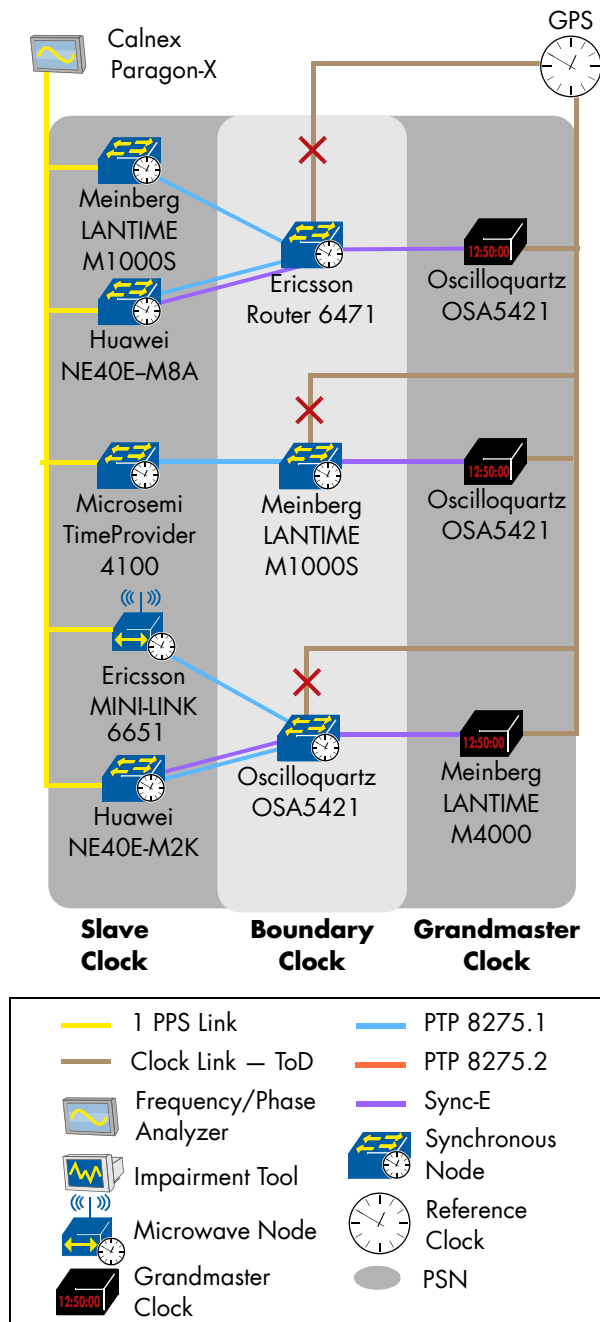 GPS
Calnex
Paragon-X
Meinberg
LANTIME
M1000S
Ericsson
Router 6471
12:50:00
Oscilloquartz
OSA5421
Huawei
NE40E–M8A
Microsemi
TimeProvider
4100
Meinberg
LANTIME
M1000S
12:50:00
Oscilloquartz
OSA5421
Ericsson
MINI-LINK
6651
Oscilloquartz
OSA5421
12:50:00
Meinberg
LANTIME
M4000
Huawei
NE40E-M2K
Slave
Clock
Boundary
Clock
Grandmaster
Clock
1 PPS Link
Clock Link — ToD
Frequency/Phase
Analyzer
Impairment Tool
Microwave Node
12:50:00
Grandmaster
Clock
PTP 8275.1
PTP 8275.2
Sync-E
Synchronous
Node
Reference
Clock
PSN